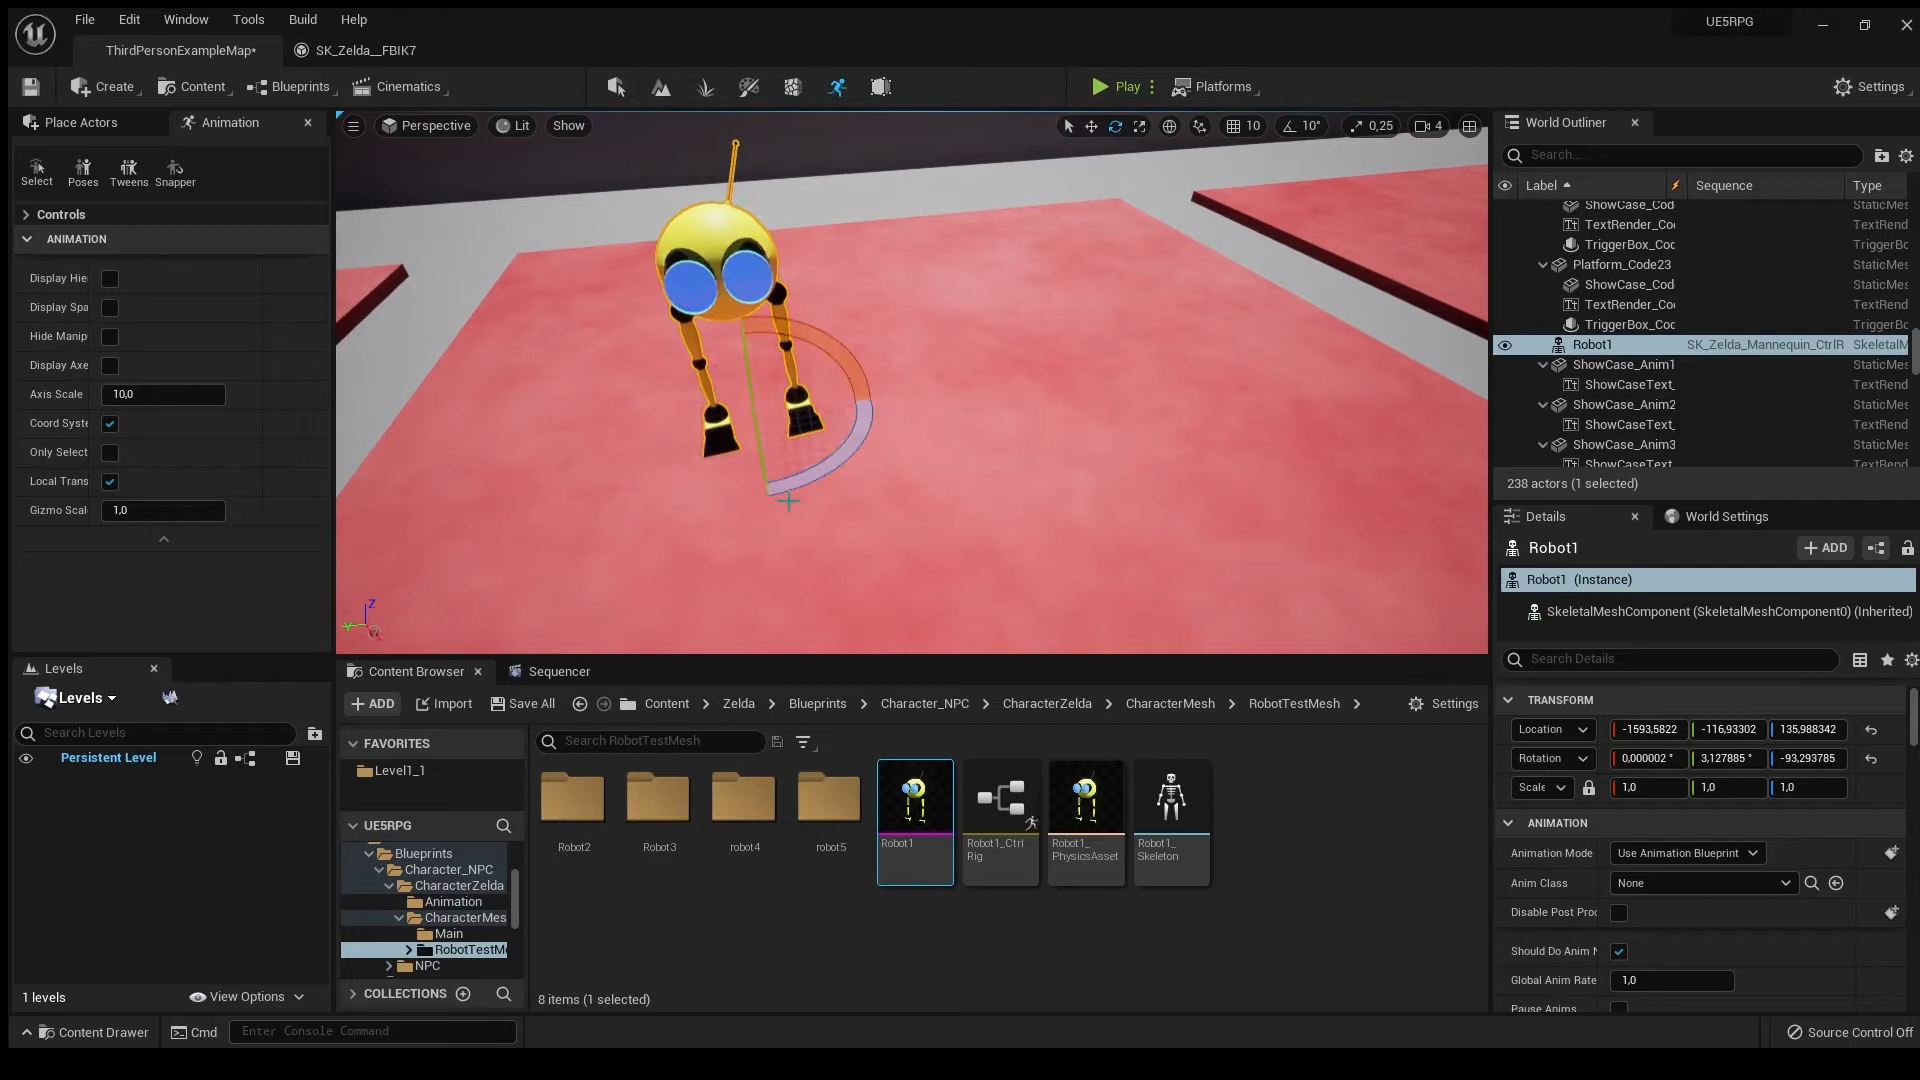 File Edit Window Tools Build Help
UE5RPG
ThirdPersonExampleMap*
SK_Zelda__FBIK7
Create
Content
Blueprints
Cinematics
Play
Platforms
Settings
Place Actors
Animation
Select
Poses
Tweens
Snapper
Controls
ANIMATION
Display Hie
Display Spa
Hide Manip
Display Axe
Axis Scale
10,0
Coord Syste
Only Select
Local Trans
Gizmo Scal
1,0
Perspective
Lit
Show
10
10°
0,25
4
Z
Y
World Outliner
Search...
Label
Sequence
Type
ShowCase_Cod
StaticMes
TextRender_Co
TextRend
TriggerBox_Coc
TriggerBc
Platform_Code23
StaticMes
ShowCase_Cod
StaticMes
TextRender_Co
TextRend
TriggerBox_Coc
TriggerBc
Robot1
SK_Zelda_Mannequin_CtrlR
SkeletalM
ShowCase_Anim1
StaticMes
ShowCaseText_
TextRend
ShowCase_Anim2
StaticMes
ShowCaseText_
TextRend
ShowCase_Anim3
StaticMes
ShowCaseText
TextRend
238 actors (1 selected)
Details
World Settings
Robot1
ADD
Robot1 (Instance)
SkeletalMeshComponent (SkeletalMeshComponent0) (Inherited)
Search Details
TRANSFORM
Location
-1593,5822
-116,93302
135,988342
Rotation
0,000002 °
3,127885 °
-93,293785
Scale
1,0
1,0
1,0
ANIMATION
Animation Mode
Use Animation Blueprint
Anim Class
None
Disable Post Proc
Should Do Anim N
Global Anim Rate
1,0
Pause Anims
Levels
Levels
Search Levels
Persistent Level
1 levels
View Options
Content Browser
Sequencer
ADD
Import
Save All
Content
Zelda
Blueprints
Character_NPC
CharacterZelda
CharacterMesh
RobotTestMesh
Settings
FAVORITES
Level1_1
UE5RPG
Blueprints
Character_NPC
CharacterZelda
Animation
CharacterMes
Main
RobotTestM
NPC
COLLECTIONS
Search RobotTestMesh
Robot2
Robot3
robot4
robot5
Robot1
Robot1_Ctrl
Rig
Robot1_
PhysicsAsset
Robot1_
Skeleton
8 items (1 selected)
Content Drawer
Cmd
Enter Console Command
Source Control Off